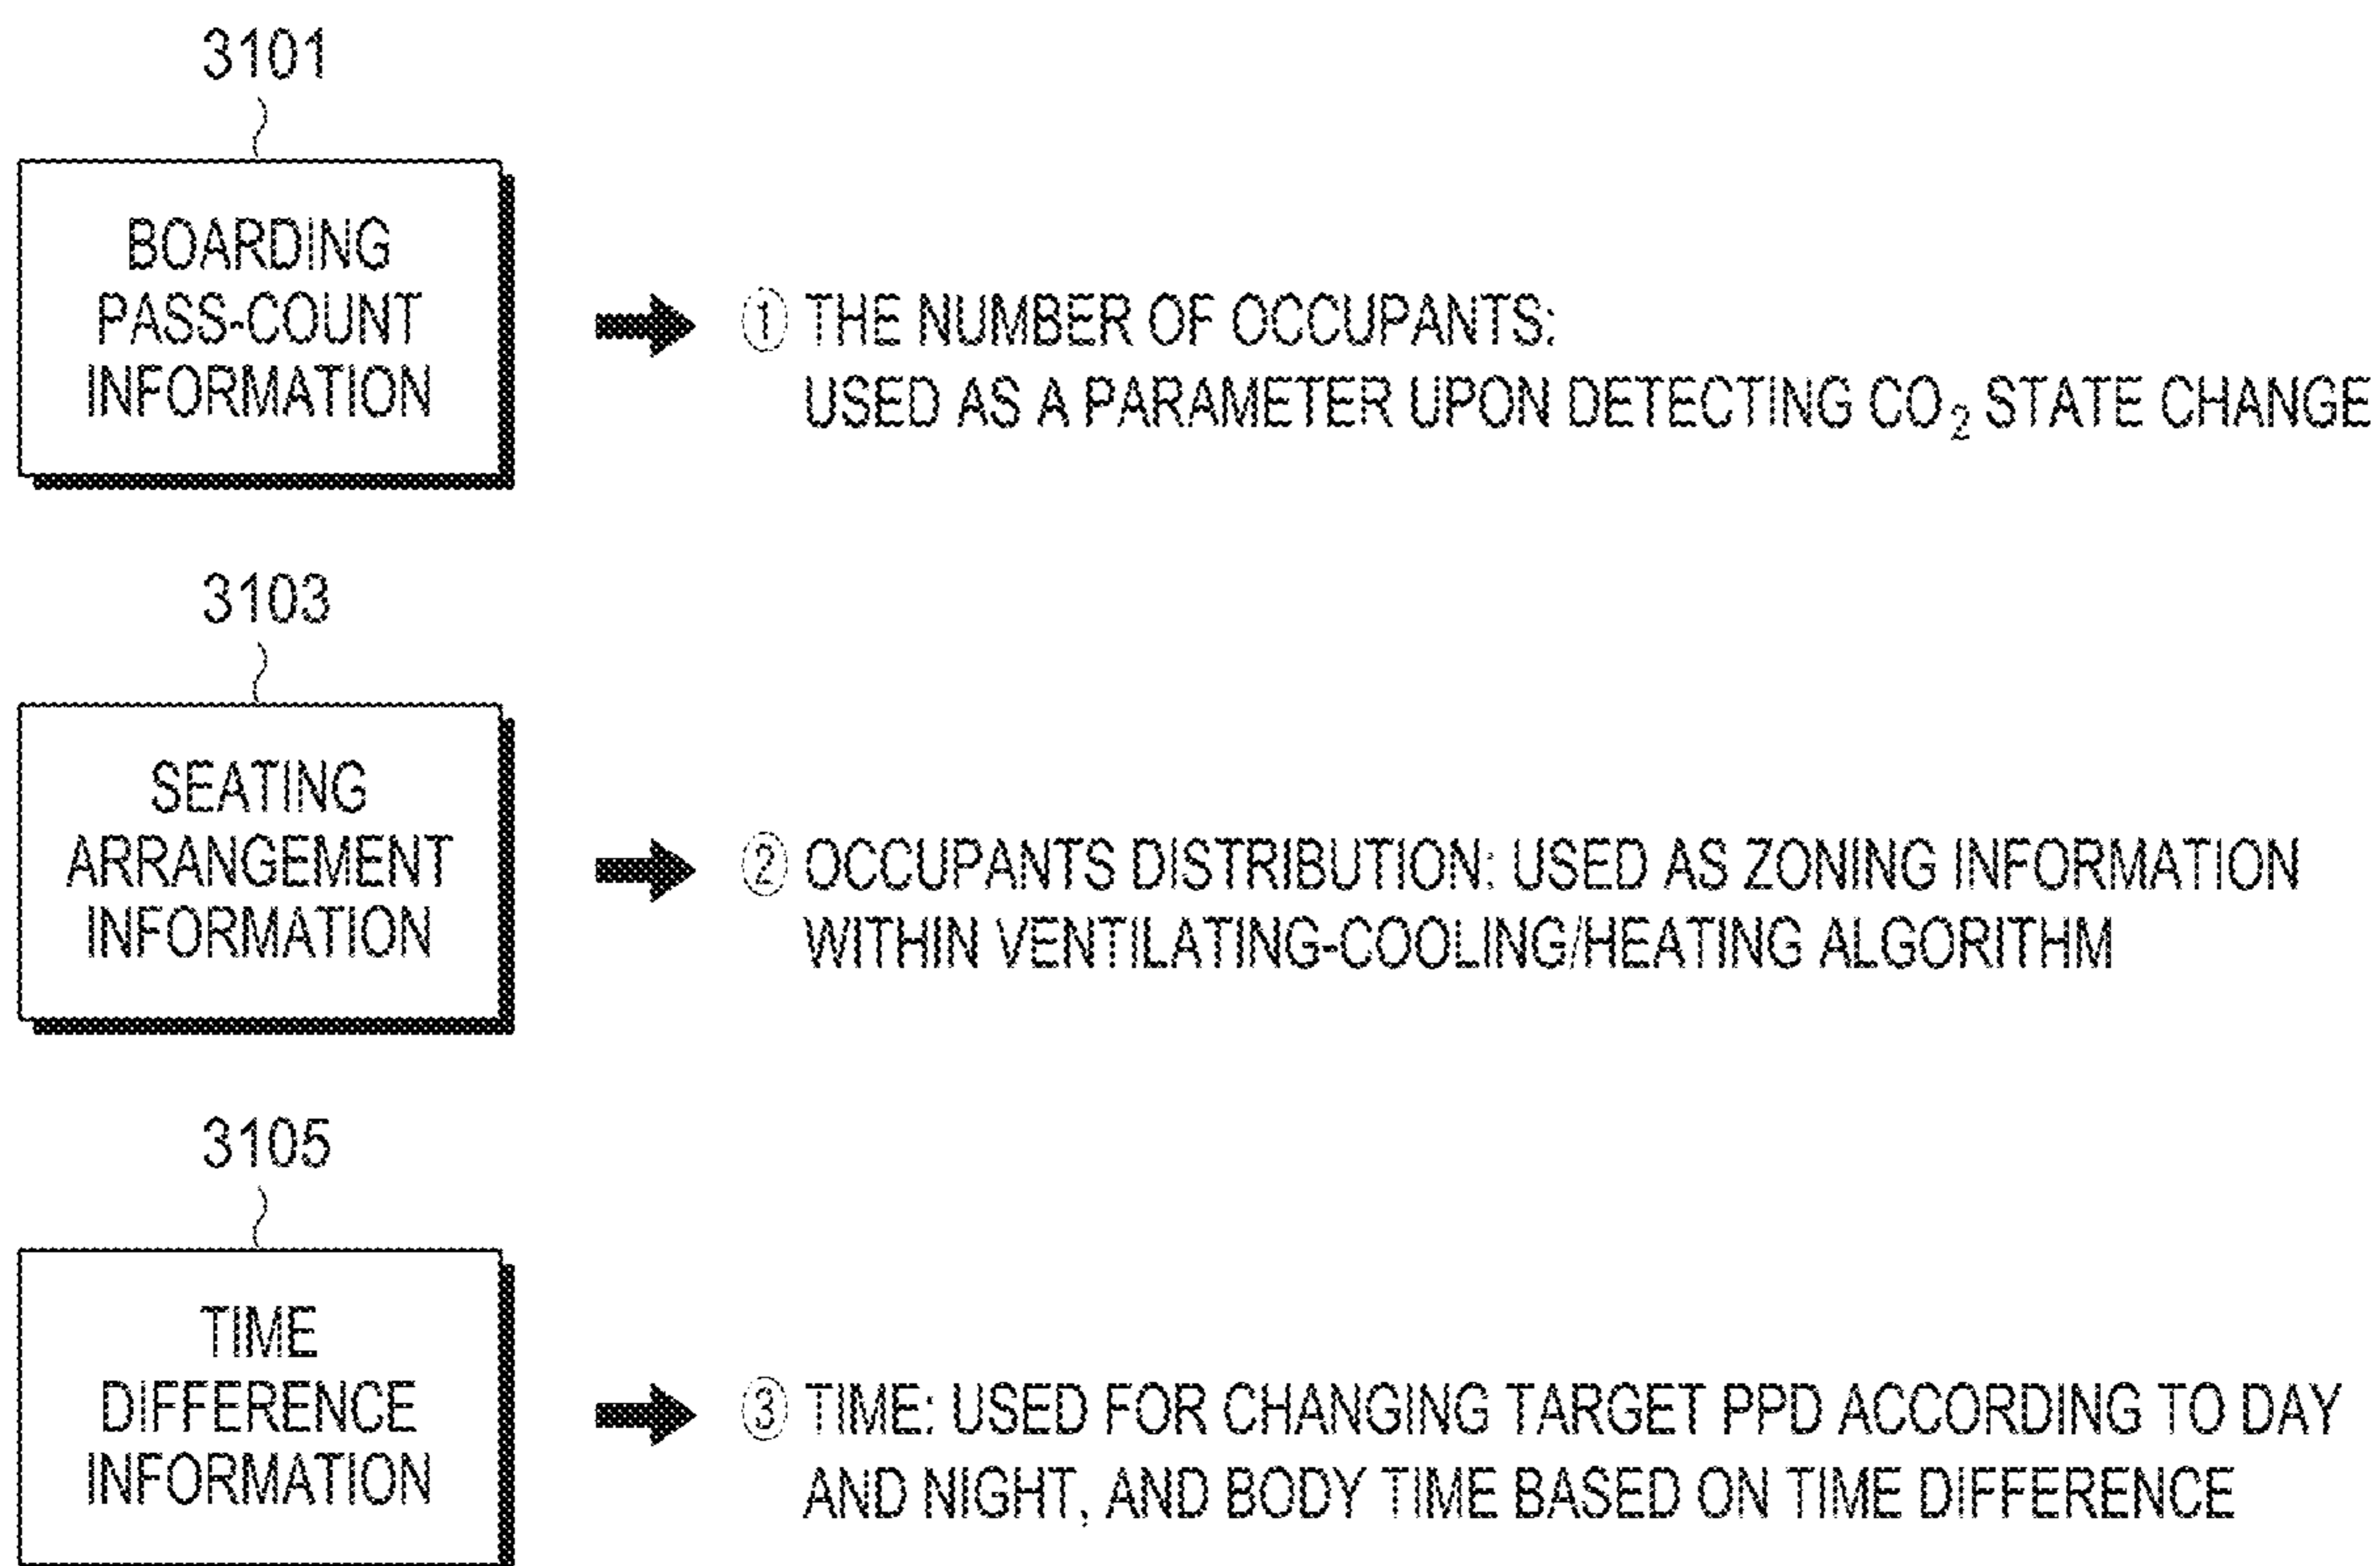 3101
BOARDING
PASS-COUNT
INFORMATION
① THE NUMBER OF OCCUPANTS:
USED AS A PARAMETER UPON DETECTING CO₂ STATE CHANGE
3103
SEATING
ARRANGEMENT
INFORMATION
② OCCUPANTS DISTRIBUTION: USED AS ZONING INFORMATION
WITHIN VENTILATING-COOLING/HEATING ALGORITHM
3105
TIME
DIFFERENCE
INFORMATION
③ TIME: USED FOR CHANGING TARGET PPD ACCORDING TO DAY
AND NIGHT, AND BODY TIME BASED ON TIME DIFFERENCE